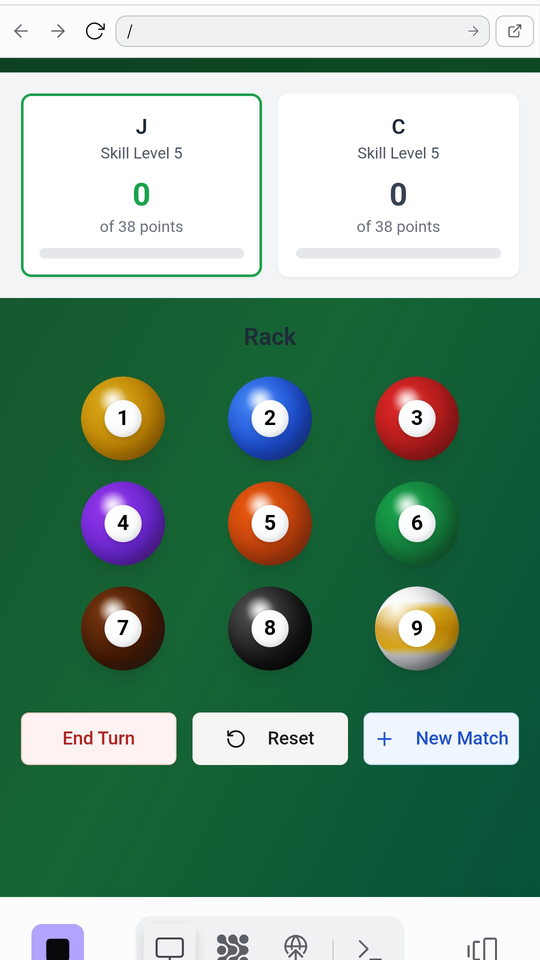 /
J
Skill Level 5
0
of 38 points
C
Skill Level 5
0
of 38 points
Rack
1 2 3
4 5 6
7 8 9
End Turn
Reset
+ New Match